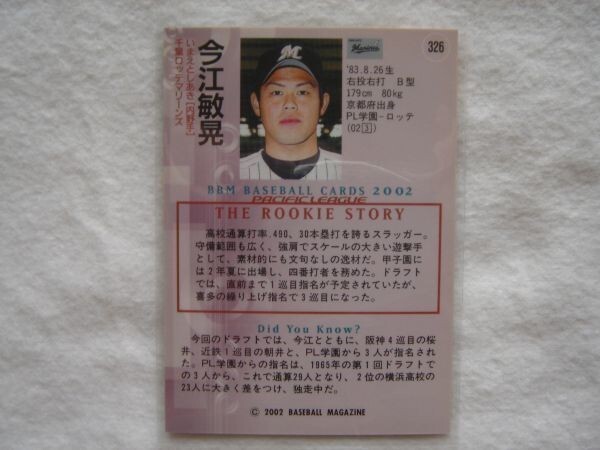 今江敏晃
いまえとしあき［内野手］
千葉ロッテマリーンズ
M
Marines
326
'83.8.26生
右投右打 B型
179cm 80kg
京都府出身
PL学園－ロッテ
(02③)
BBM BASEBALL CARDS 2002
PACIFIC LEAGUE
THE ROOKIE STORY
高校通算打率.490、30本塁打を誇るスラッガー。
守備範囲も広く、強肩でスケールの大きい遊撃手
として、素材的にも文句なしの逸材だ。甲子園に
は２年夏に出場し、四番打者を務めた。ドラフト
では、直前まで１巡目指名が予定されていたが、
喜多の繰り上げ指名で３巡目になった。
Did You Know?
今回のドラフトでは、今江とともに、阪神４巡目の桜
井、近鉄１巡目の朝井と、PL学園から３人が指名され
た。PL学園からの指名は、1965年の第１回ドラフトで
の３人から、これで通算29人となり、２位の横浜高校の
23人に大きく差をつけ、独走中だ。
© 2002 BASEBALL MAGAZINE